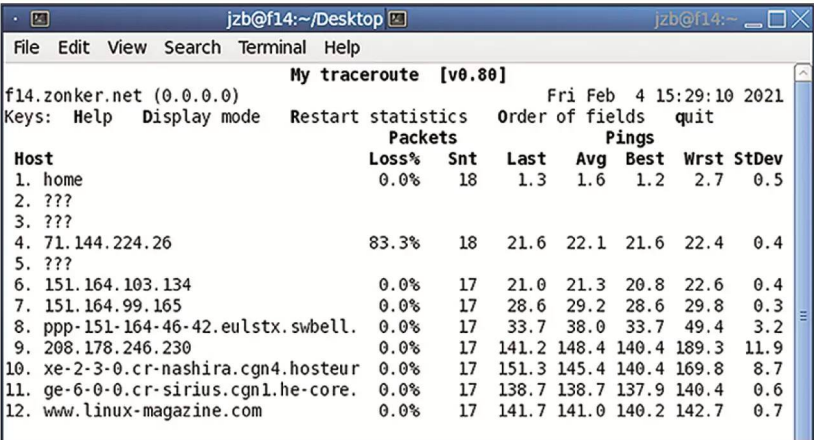 jzb@f14:~/Desktop jzb@f14:~
File Edit View Search Terminal Help
My traceroute [v0.80]
f14.zonker.net (0.0.0.0) Fri Feb 4 15:29:10 2021
Keys: Help Display mode Restart statistics Order of fields quit
Packets Pings
Host Loss% Snt Last Avg Best Wrst StDev
1. home 0.0% 18 1.3 1.6 1.2 2.7 0.5
2. ???
3. ???
4. 71.144.224.26 83.3% 18 21.6 22.1 21.6 22.4 0.4
5. ???
6. 151.164.103.134 0.0% 17 21.0 21.3 20.8 22.6 0.4
7. 151.164.99.165 0.0% 17 28.6 29.2 28.6 29.8 0.3
8. ppp-151-164-46-42.eulstx.swbell. 0.0% 17 33.7 38.0 33.7 49.4 3.2
9. 208.178.246.230 0.0% 17 141.2 148.4 140.4 189.3 11.9
10. xe-2-3-0.cr-nashira.cgn4.hosteur 0.0% 17 151.3 145.4 140.4 169.8 8.7
11. ge-6-0-0.cr-sirius.cgn1.he-core. 0.0% 17 138.7 138.7 137.9 140.4 0.6
12. www.linux-magazine.com 0.0% 17 141.7 141.0 140.2 142.7 0.7